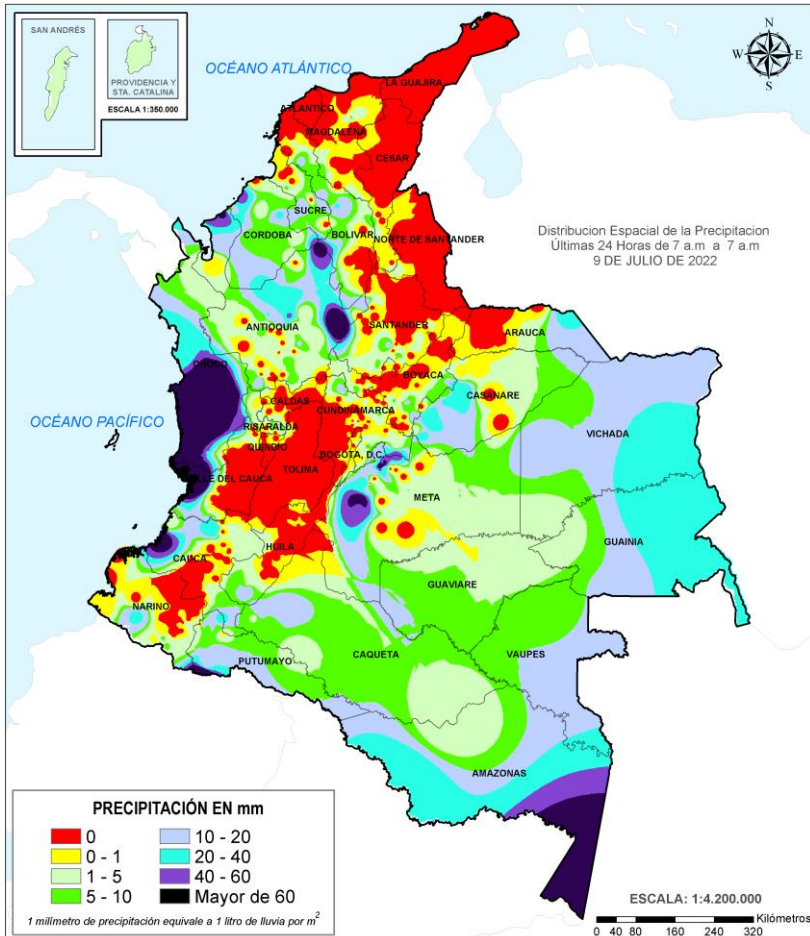 SAN ANDRÉS
PROVIDENCIA Y
STA. CATALINA
ESCALA 1:350.000
OCÉANO ATLÁNTICO
N
W
E
S
LA GUAJIRA
ATLANTICO
MAGDALENA
CESAR
SUCRE
CORDOBA
BOLIVAR
NORTE DE SANTANDER
Distribucion Espacial de la Precipitacion
Últimas 24 Horas de 7 a.m a 7 a.m
9 DE JULIO DE 2022
ANTIOQUIA
SANTANDER
ARAUCA
CHOCO
BOYACA
CASANARE
CALDAS
CUNDINAMARCA
OCÉANO PACÍFICO
RISARALDA
VICHADA
QUINDIO
BOGOTA, D.C.
TOLIMA
VALLE DEL CAUCA
META
GUAINIA
HUILA
CAUCA
GUAVIARE
NARIÑO
CAQUETA
VAUPES
PUTUMAYO
AMAZONAS
PRECIPITACIÓN EN mm
0
10 - 20
0 - 1
20 - 40
1 - 5
40 - 60
5 - 10
Mayor de 60
1 milímetro de precipitación equivale a 1 litro de lluvia por m²
ESCALA: 1:4.200.000
Kilómetros
0 40 80 160 240 320